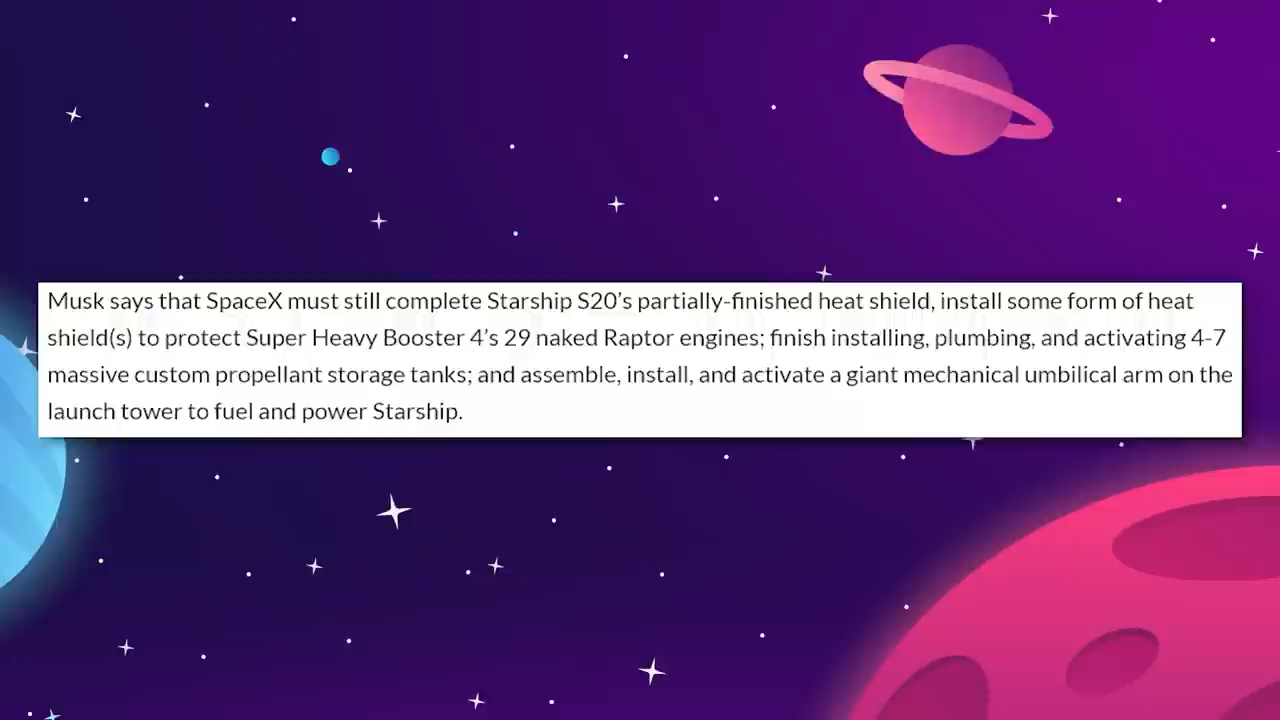 Musk says that SpaceX must still complete Starship S20’s partially-finished heat shield, install some form of heat
shield(s) to protect Super Heavy Booster 4’s 29 naked Raptor engines; finish installing, plumbing, and activating 4-7
massive custom propellant storage tanks; and assemble, install, and activate a giant mechanical umbilical arm on the
launch tower to fuel and power Starship.